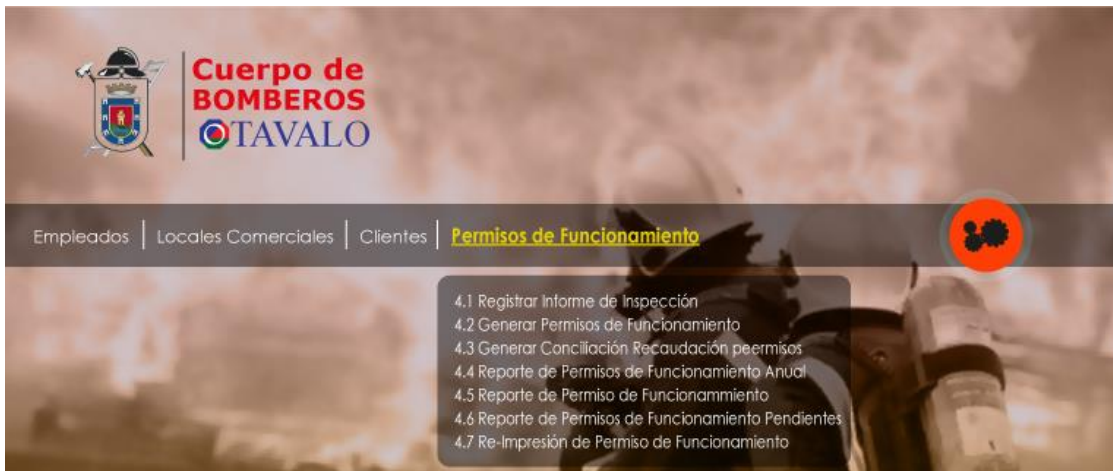 Cuerpo de
BOMBEROS
OTAVALO
Empleados | Locales Comerciales | Clientes | Permisos de Funcionamiento
4.1 Registrar Informe de Inspección
4.2 Generar Permisos de Funcionamiento
4.3 Generar Conciliación Recaudación peermisos
4.4 Reporte de Permisos de Funcionamiento Anual
4.5 Reporte de Permiso de Funcionammiento
4.6 Reporte de Permisos de Funcionamiento Pendientes
4.7 Re-Impresión de Permiso de Funcionamiento